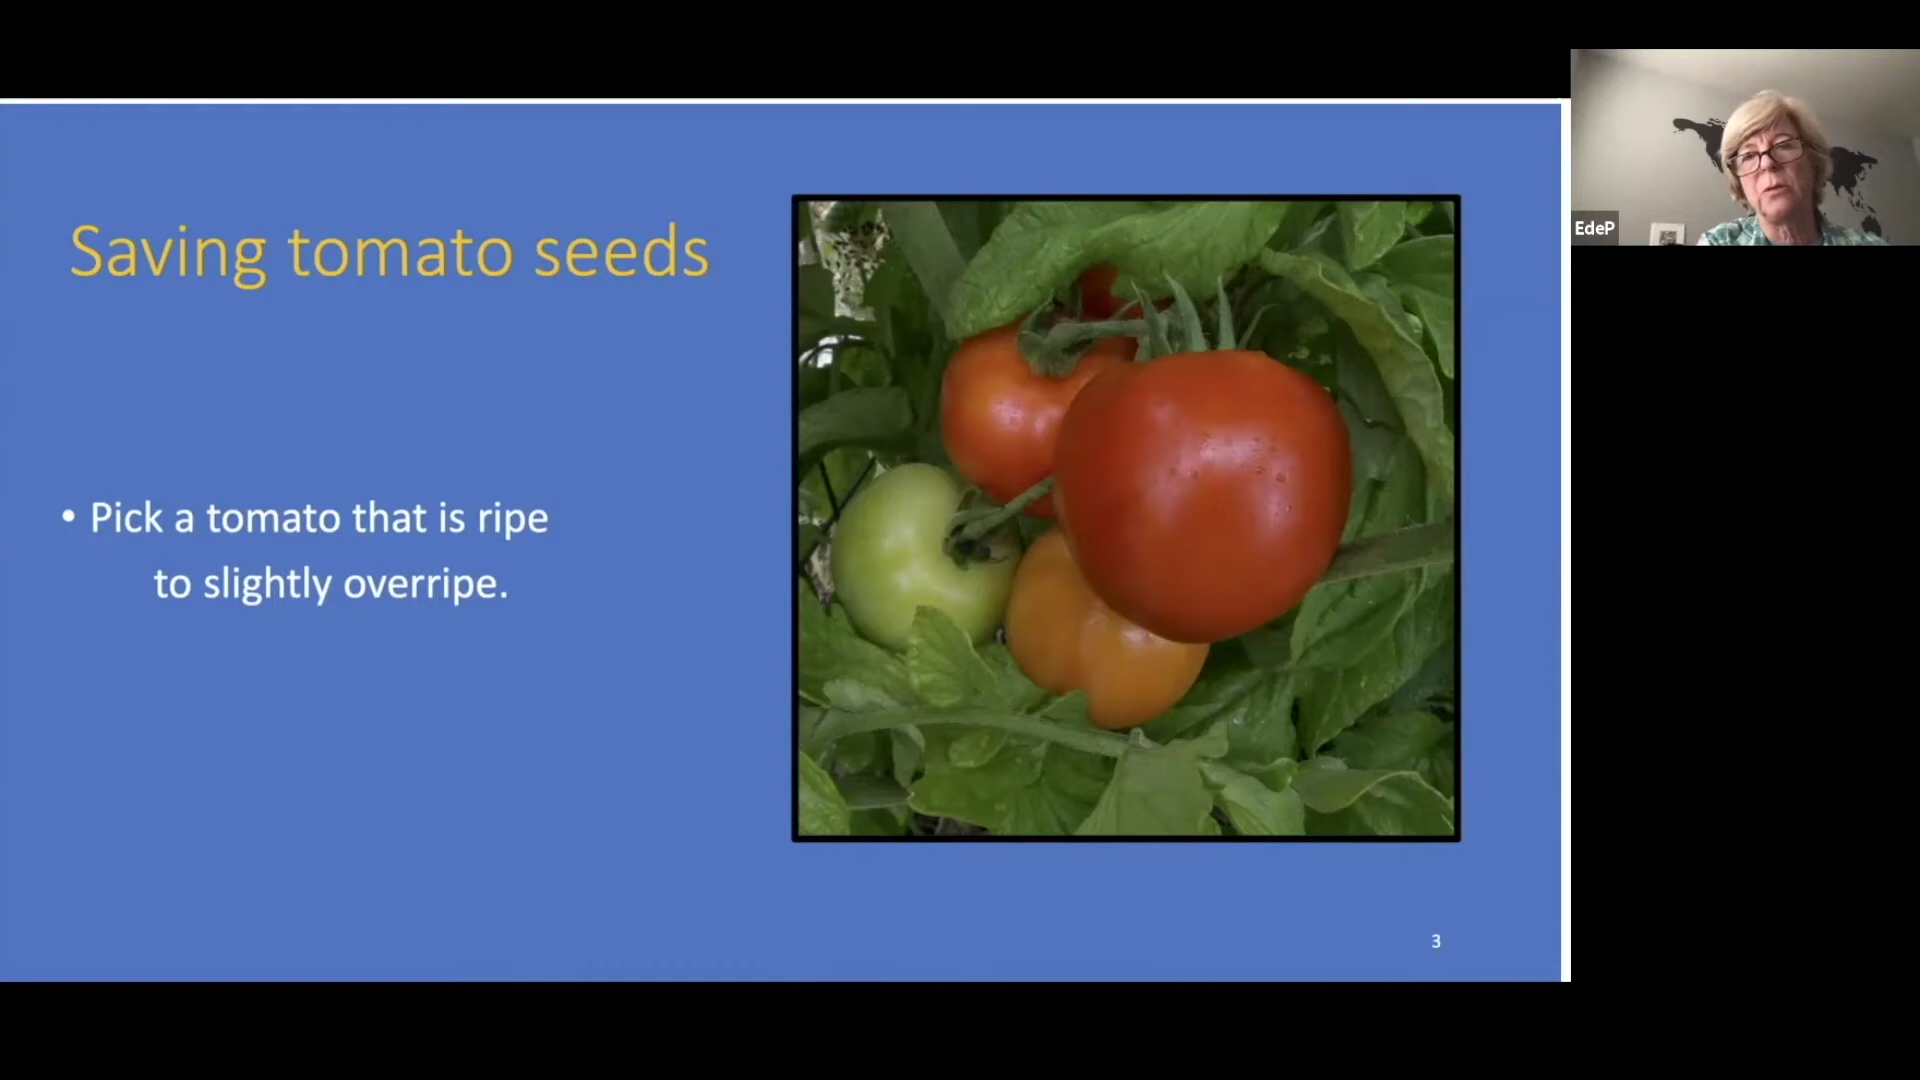 Saving tomato seeds
• Pick a tomato that is ripe
to slightly overripe.
3
EdeP